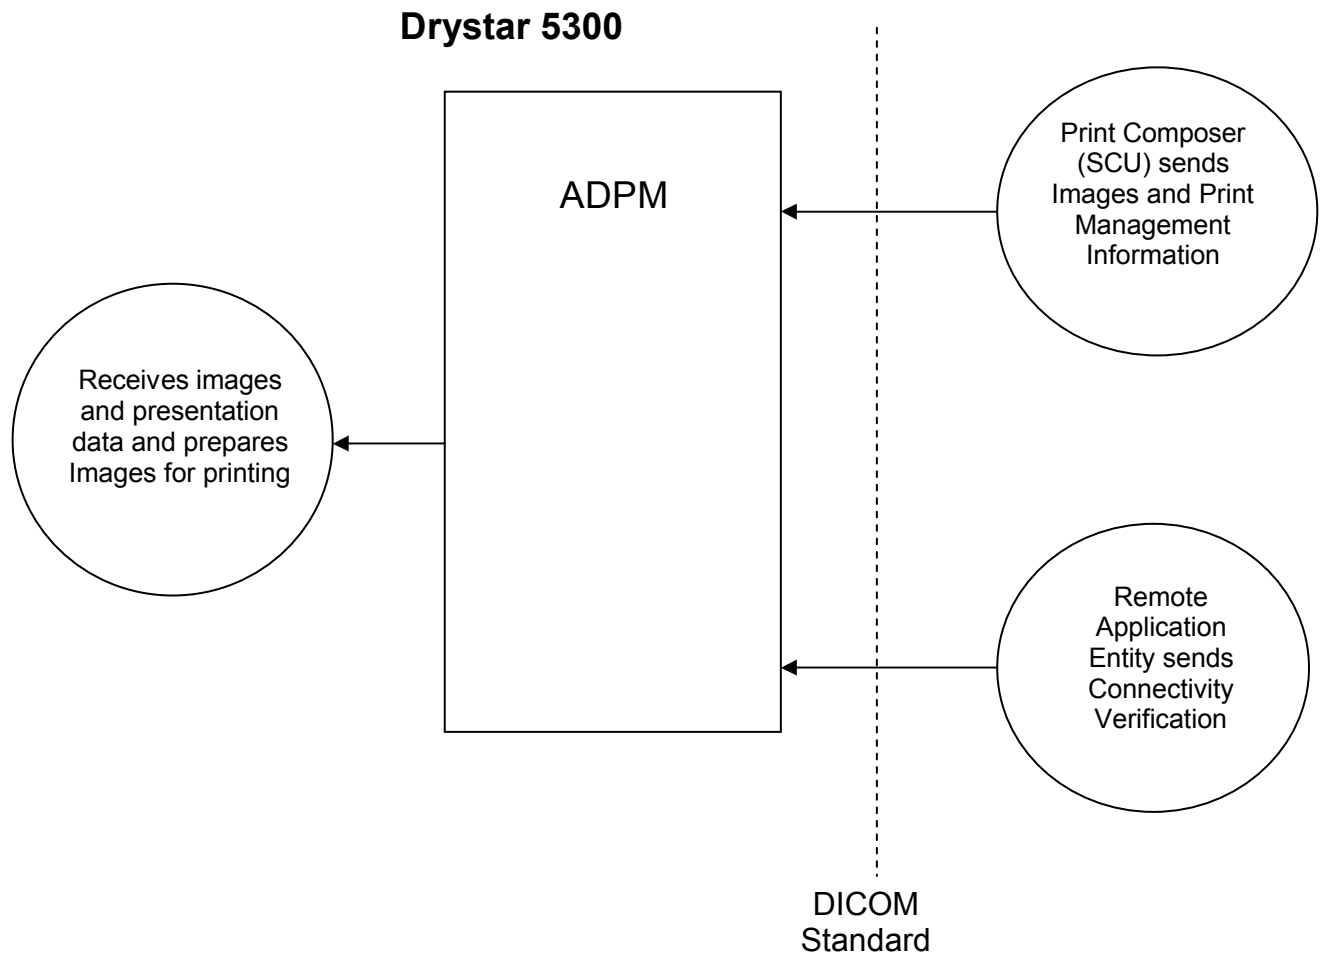 Drystar 5300
ADPM
Print Composer
(SCU) sends
Images and Print
Management
Information
Receives images
and presentation
data and prepares
Images for printing
Remote
Application
Entity sends
Connectivity
Verification
DICOM
Standard